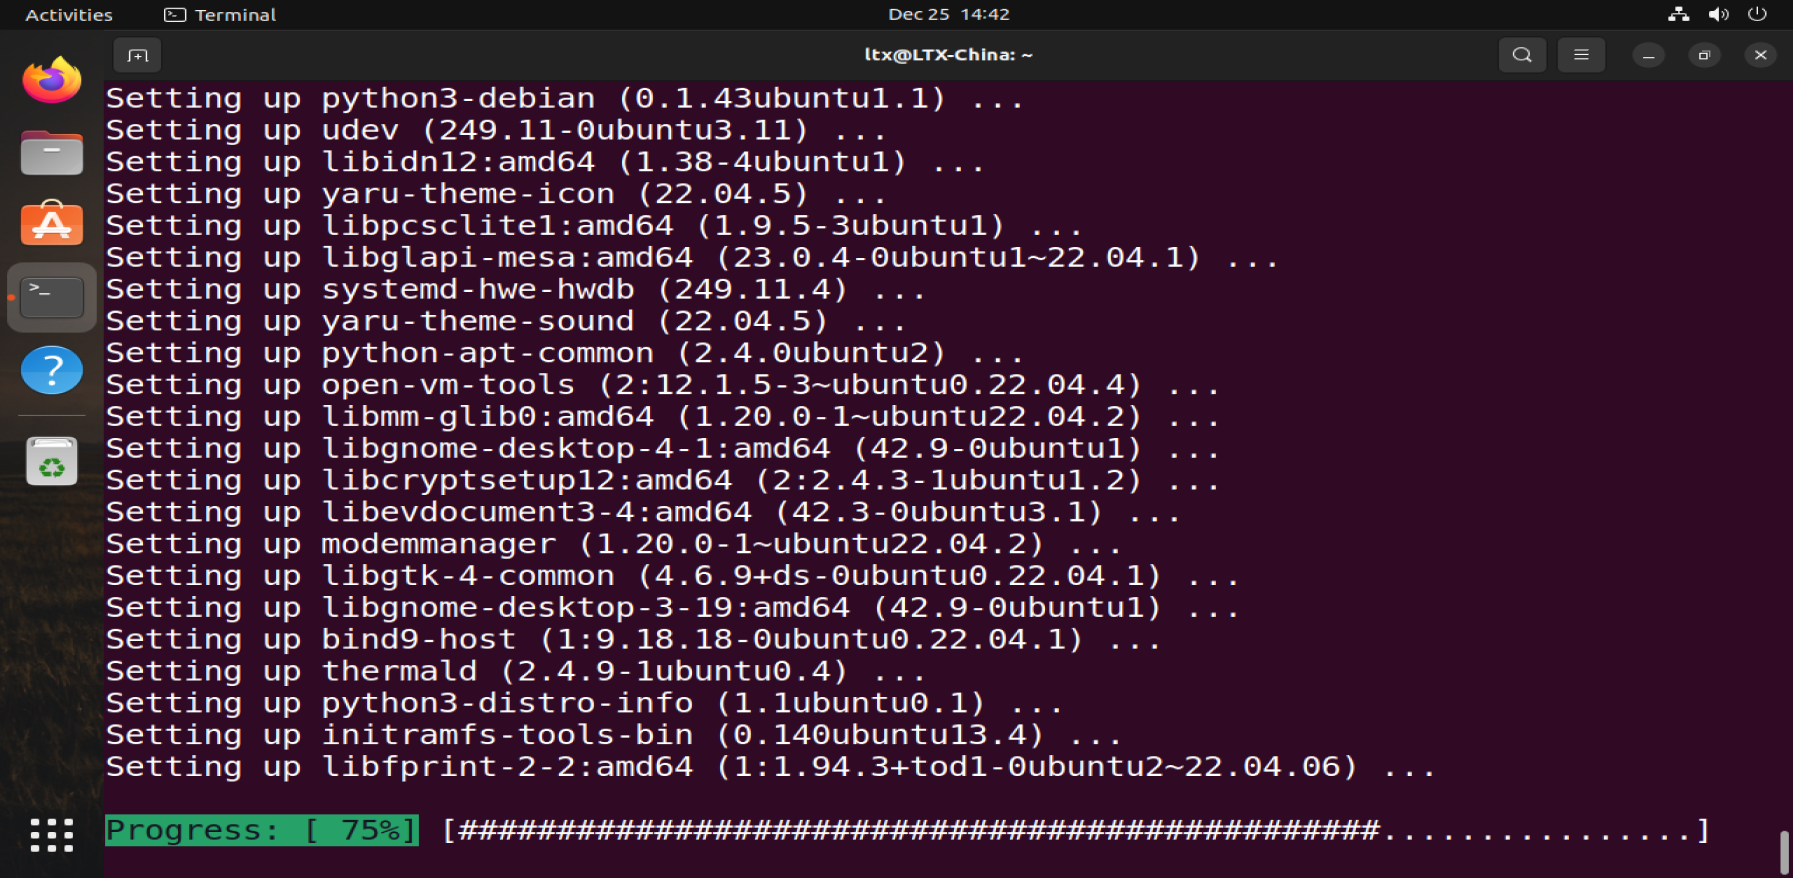 Activities Terminal Dec 25 14:42
ltx@LTX-China: ~
Setting up python3-debian (0.1.43ubuntu1.1) ...
Setting up udev (249.11-0ubuntu3.11) ...
Setting up libidn12:amd64 (1.38-4ubuntu1) ...
Setting up yaru-theme-icon (22.04.5) ...
Setting up libpcsclite1:amd64 (1.9.5-3ubuntu1) ...
Setting up libglapi-mesa:amd64 (23.0.4-0ubuntu1~22.04.1) ...
Setting up systemd-hwe-hwdb (249.11.4) ...
Setting up yaru-theme-sound (22.04.5) ...
Setting up python-apt-common (2.4.0ubuntu2) ...
Setting up open-vm-tools (2:12.1.5-3~ubuntu0.22.04.4) ...
Setting up libmm-glib0:amd64 (1.20.0-1~ubuntu22.04.2) ...
Setting up libgnome-desktop-4-1:amd64 (42.9-0ubuntu1) ...
Setting up libcryptsetup12:amd64 (2:2.4.3-1ubuntu1.2) ...
Setting up libevdocument3-4:amd64 (42.3-0ubuntu3.1) ...
Setting up modemmanager (1.20.0-1~ubuntu22.04.2) ...
Setting up libgtk-4-common (4.6.9+ds-0ubuntu0.22.04.1) ...
Setting up libgnome-desktop-3-19:amd64 (42.9-0ubuntu1) ...
Setting up bind9-host (1:9.18.18-0ubuntu0.22.04.1) ...
Setting up thermald (2.4.9-1ubuntu0.4) ...
Setting up python3-distro-info (1.1ubuntu0.1) ...
Setting up initramfs-tools-bin (0.140ubuntu13.4) ...
Setting up libfprint-2-2:amd64 (1:1.94.3+tod1-0ubuntu2~22.04.06) ...
Progress: [ 75%] [###############################################................]